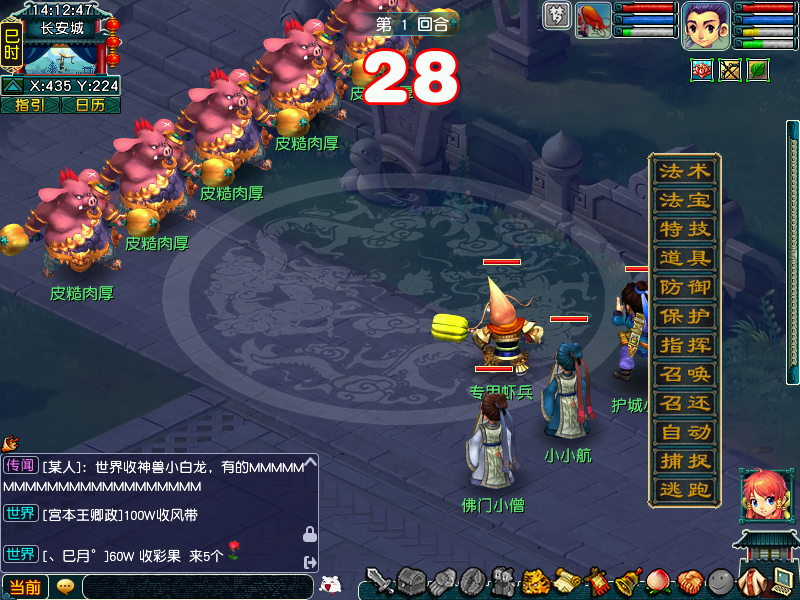 14:12:47
长安城
巳时
X:435 Y:224
指引 日历
第 1 回合
28
梦
皮糙肉厚
皮糙肉厚
皮糙肉厚
皮糙肉厚
法术
法宝
特技
道具
防御
保护
指挥
召唤
召还
自动
捕捉
逃跑
专用虾兵
护城小
小小航
佛门小僧
传闻 [某人]：世界收神兽小白龙，有的MMMMM
MMMMMMMMMMMMMMMMMM
世界 [宫本王卿政]100W收风带
世界 [、巳月°]60W 收彩果 来5个
当前